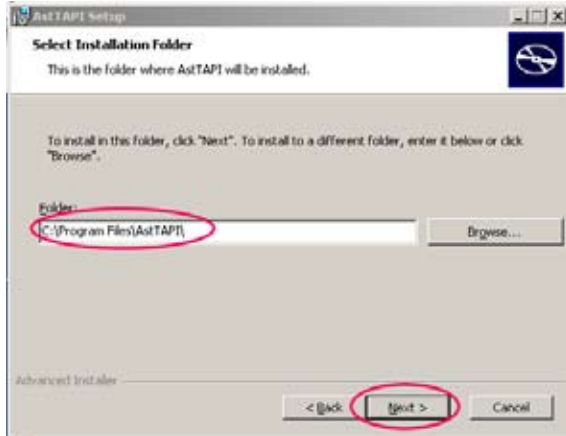 AstTAPI Setup
Select Installation Folder
This is the folder where AstTAPI will be installed.
To install in this folder, click "Next". To install to a different folder, enter it below or click
"Browse".
Folder:
C:\Program Files\AstTAPI\
Browse...
Advanced Installer
< Back
Next >
Cancel